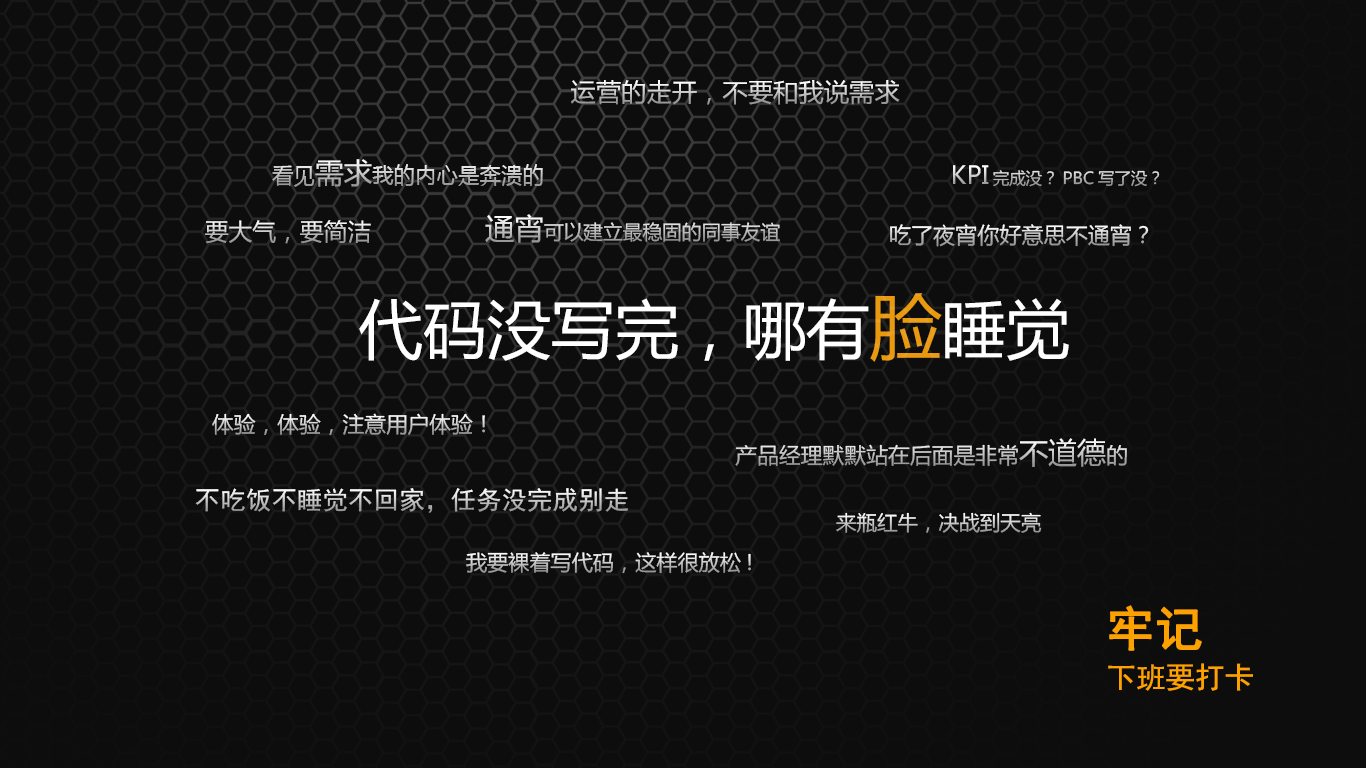 运营的走开，不要和我说需求
看见需求我的内心是奔溃的
KPI 完成没？ PBC 写了没？
要大气，要简洁
通宵可以建立最稳固的同事友谊
吃了夜宵你好意思不通宵？
代码没写完，哪有脸睡觉
体验，体验，注意用户体验！
产品经理默默站在后面是非常不道德的
不吃饭不睡觉不回家，任务没完成别走
来瓶红牛，决战到天亮
我要裸着写代码，这样很放松！
牢记
下班要打卡